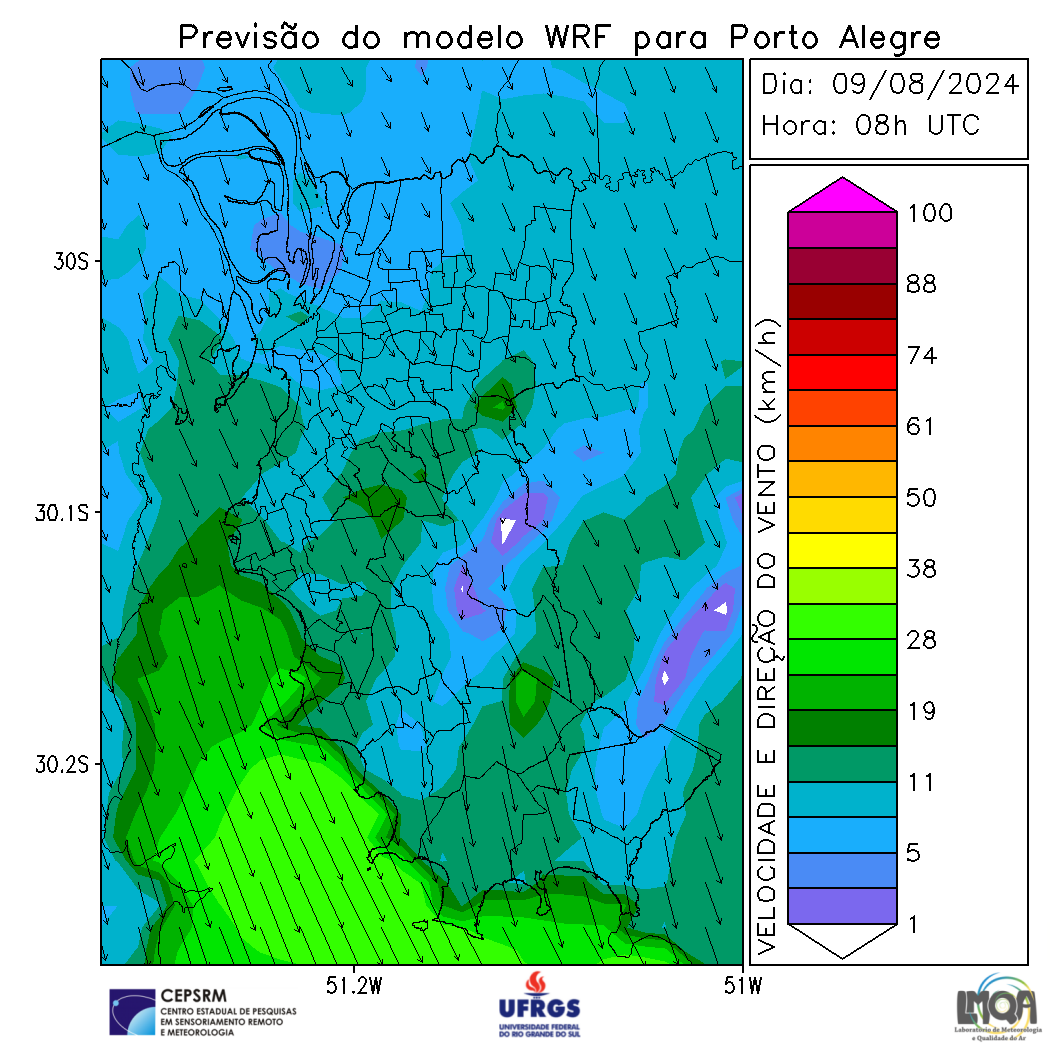 Previsão do modelo WRF para Porto Alegre
Dia: 09/08/2024
Hora: 08h UTC
30S
30.1S
30.2S
51.2W
51W
VELOCIDADE E DIREÇÃO DO VENTO (km/h)
100
88
74
61
50
38
28
19
11
5
1
CEPSRM
CENTRO ESTADUAL DE PESQUISAS
EM SENSORIAMENTO REMOTO
E METEOROLOGIA
UFRGS
UNIVERSIDADE FEDERAL
DO RIO GRANDE DO SUL
LMQA
Laboratório de Meteorologia
e Qualidade do Ar